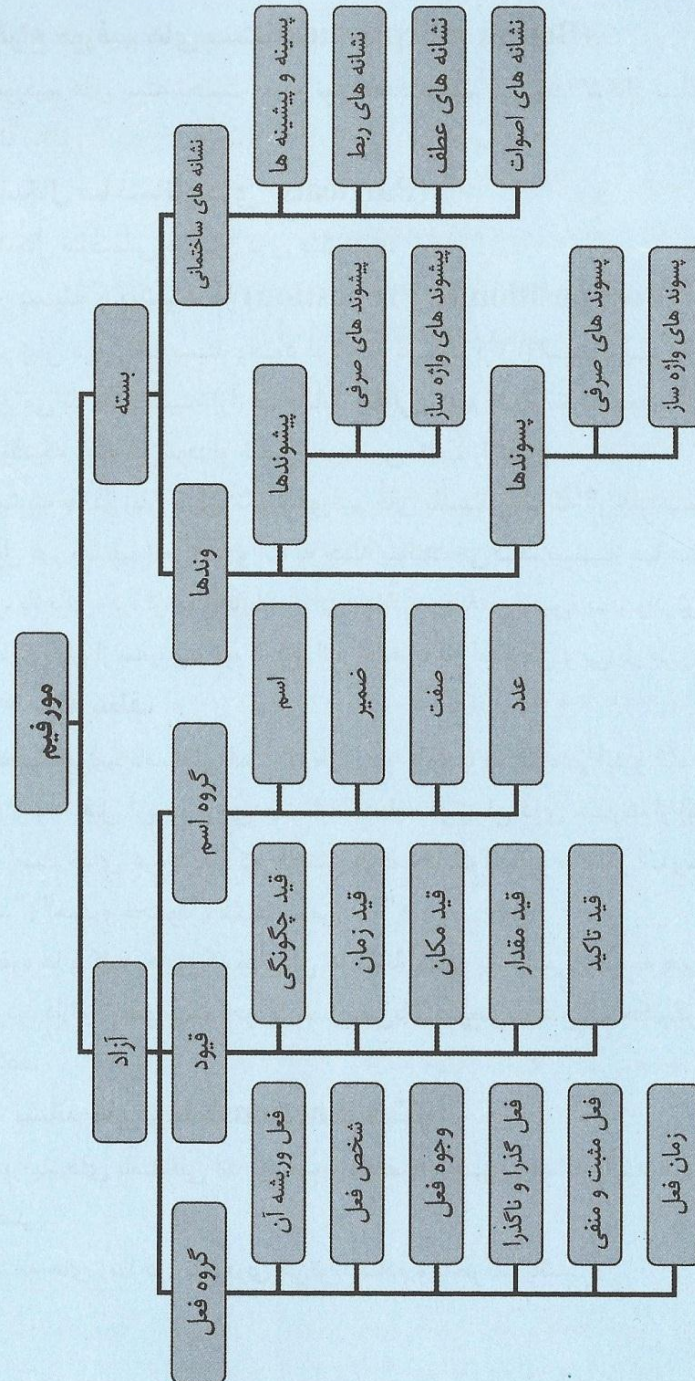 مورفیم
بسته
نشانه های ساختمانی
پسینه و پیشینه ها
نشانه های ربط
نشانه های عطف
نشانه های اصوات
وندها
پیشوندها
پیشوند های صرفی
پیشوند های واژه ساز
پسوندها
پسوند های صرفی
پسوند های واژه ساز
آزاد
گروه اسم
اسم
ضمیر
صفت
عدد
قیود
قید چگونگی
قید زمان
قید مکان
قید مقدار
قید تاکید
گروه فعل
فعل وریشه آن
شخص فعل
وجوه فعل
فعل گذرا و ناگذرا
فعل مثبت و منفی
زمان فعل